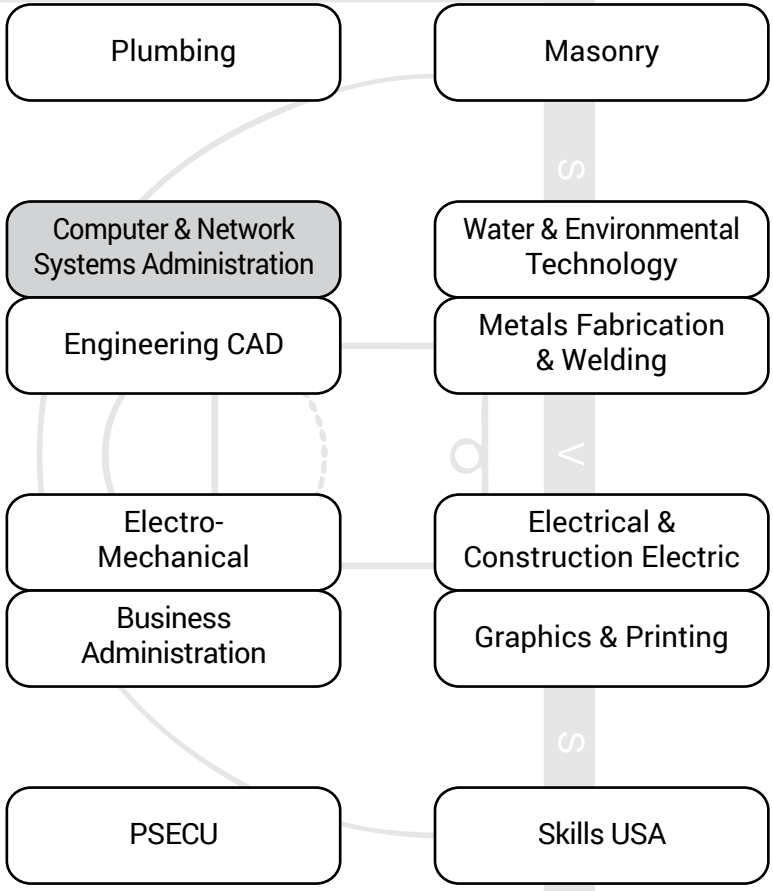 Plumbing
Masonry
S
Computer & Network
Systems Administration
Water & Environmental
Technology
Engineering CAD
Metals Fabrication
& Welding
V
Electro-
Mechanical
Electrical &
Construction Electric
Business
Administration
Graphics & Printing
S
PSECU
Skills USA